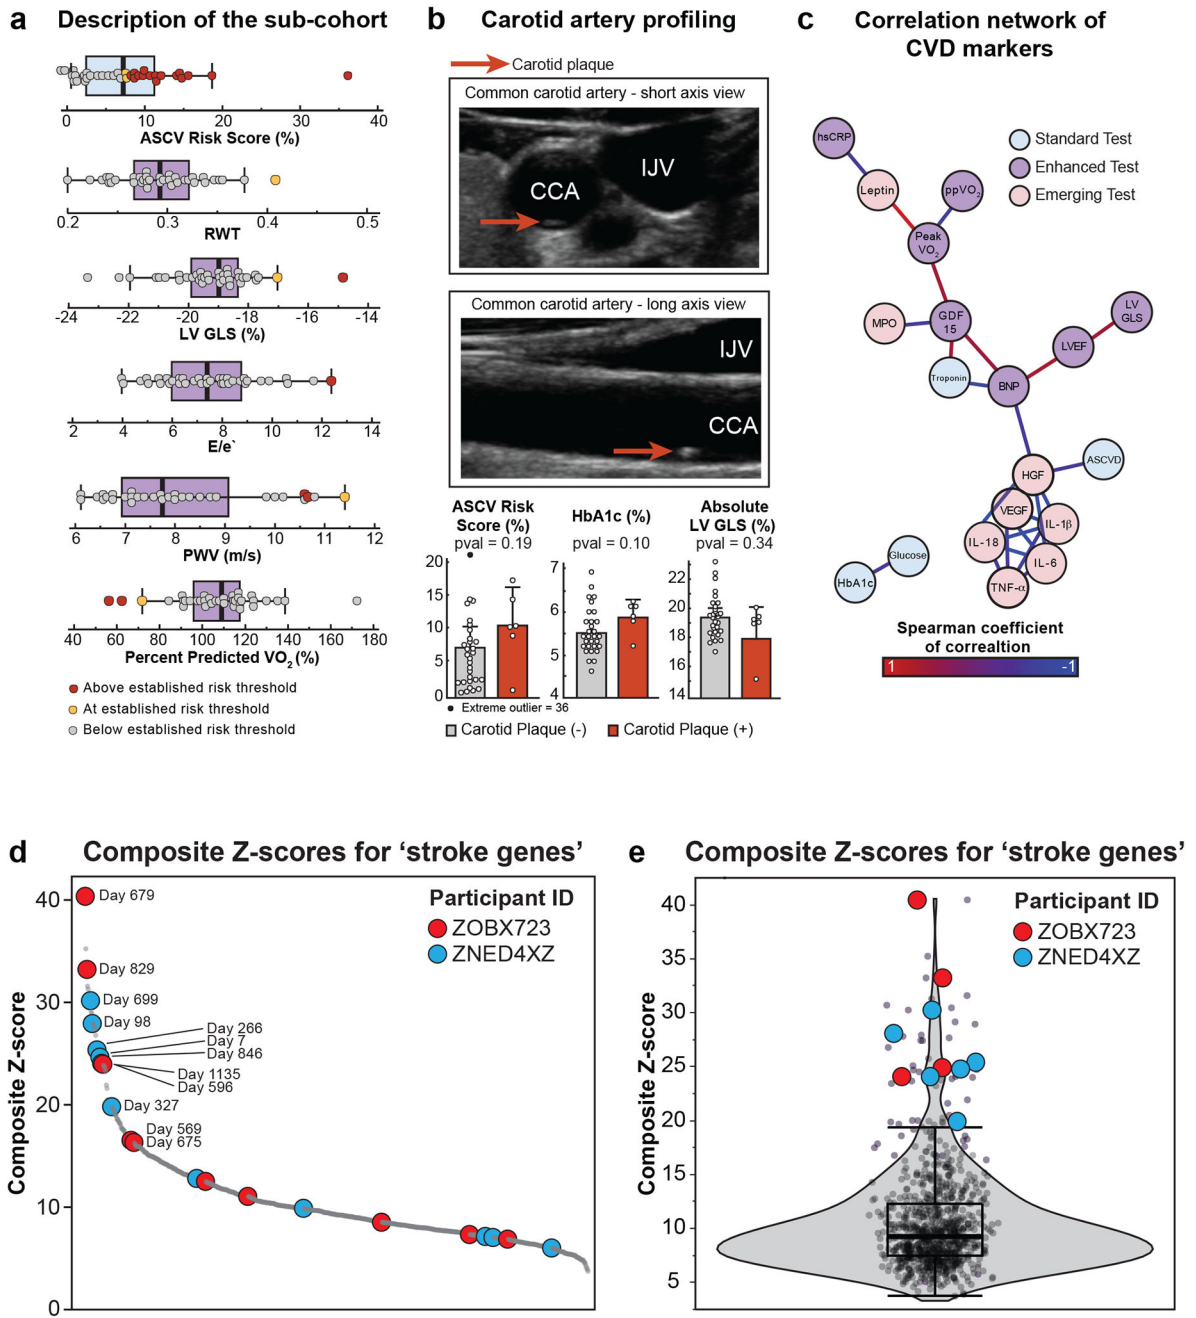 a Description of the sub-cohort
0 10 20 30 40
ASCV Risk Score (%)
0.2 0.3 0.4 0.5
RWT
-24 -22 -20 -18 -16 -14
LV GLS (%)
2 4 6 8 10 12 14
E/e`
6 7 8 9 10 11 12
PWV (m/s)
40 60 80 100 120 140 160 180
Percent Predicted VO2 (%)
Above established risk threshold
At established risk threshold
Below established risk threshold
b Carotid artery profiling
Carotid plaque
Common carotid artery - short axis view
IJV
CCA
Common carotid artery - long axis view
IJV
CCA
ASCV Risk
Score (%)
pval = 0.19
20
15
10
5
0
HbA1c (%)
pval = 0.10
7
6
5
4
Absolute
LV GLS (%)
pval = 0.34
22
20
18
16
14
Extreme outlier = 36
Carotid Plaque (-) Carotid Plaque (+)
c Correlation network of
CVD markers
Standard Test
Enhanced Test
Emerging Test
hsCRP
Leptin
ppVO2
Peak
VO2
MPO
GDF
15
LV
GLS
LVEF
Troponin
BNP
HGF
ASCVD
VEGF
IL-1β
IL-18
IL-6
TNF-α
Glucose
HbA1c
Spearman coefficient
of correaltion
1 -1
d Composite Z-scores for ‘stroke genes’
Composite Z-score
40
30
20
10
0
Participant ID
ZOBX723
ZNED4XZ
Day 679
Day 829
Day 699
Day 98
Day 266
Day 7
Day 846
Day 1135
Day 596
Day 327
Day 569
Day 675
e Composite Z-scores for ‘stroke genes’
Composite Z-score
40
35
30
25
20
15
10
5
Participant ID
ZOBX723
ZNED4XZ